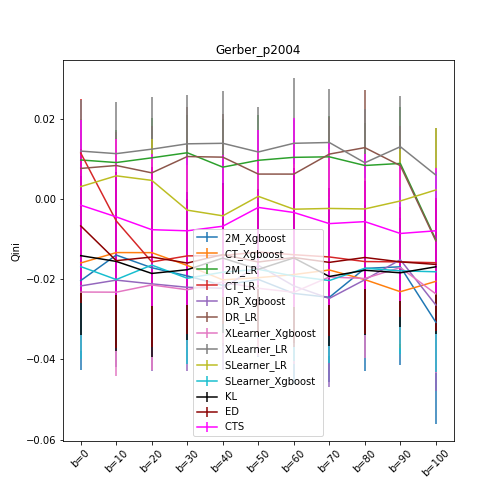 Gerber_p2004
Qini
0.02
0.00
−0.02
−0.04
−0.06
2M_Xgboost
CT_Xgboost
2M_LR
CT_LR
DR_Xgboost
DR_LR
XLearner_Xgboost
XLearner_LR
SLearner_LR
SLearner_Xgboost
KL
ED
CTS
b=0
b=10
b=20
b=30
b=40
b=50
b=60
b=70
b=80
b=90
b=100